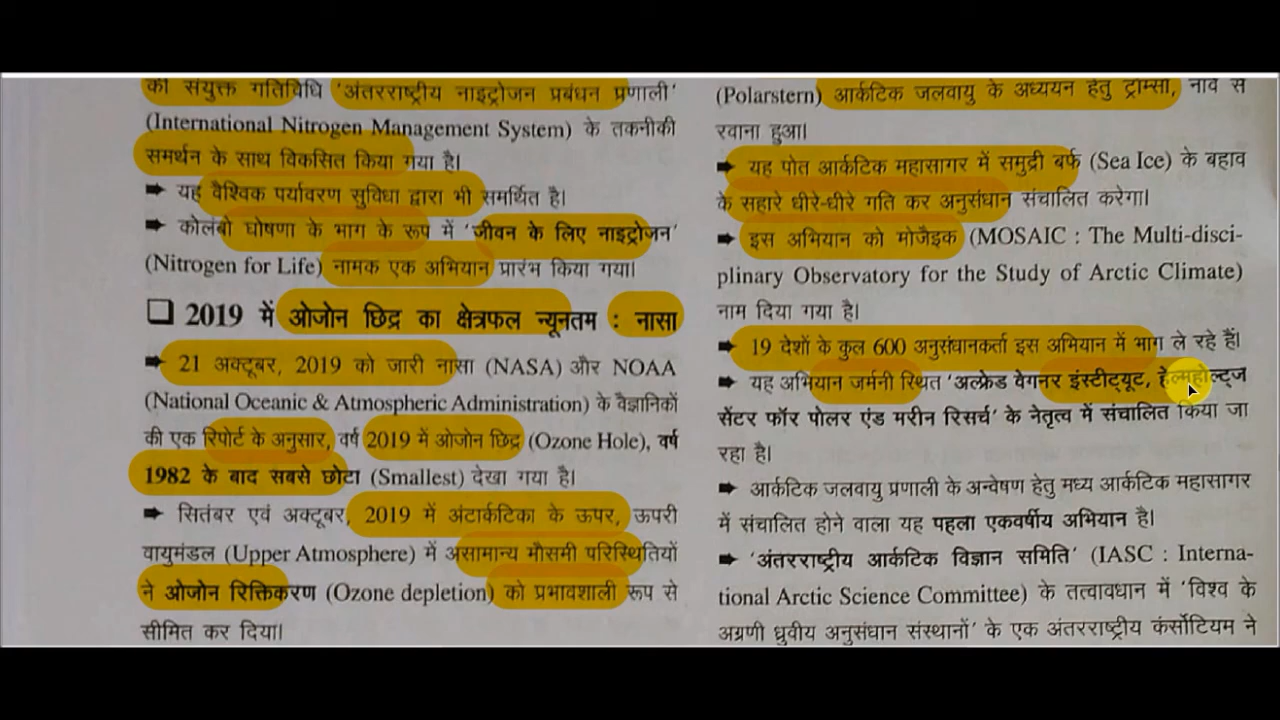 की संयुक्त गतिविधि 'अंतरराष्ट्रीय नाइट्रोजन प्रबंधन प्रणाली'
(International Nitrogen Management System) के तकनीकी
समर्थन के साथ विकसित किया गया है।
➡ यह वैश्विक पर्यावरण सुविधा द्वारा भी समर्थित है।
➡ कोलंबो घोषणा के भाग के रूप में 'जीवन के लिए नाइट्रोजन'
(Nitrogen for Life) नामक एक अभियान प्रारंभ किया गया।
❑ 2019 में ओजोन छिद्र का क्षेत्रफल न्यूनतम : नासा
➡ 21 अक्टूबर, 2019 को जारी नासा (NASA) और NOAA
(National Oceanic & Atmospheric Administration) के वैज्ञानिकों
की एक रिपोर्ट के अनुसार, वर्ष 2019 में ओजोन छिद्र (Ozone Hole), वर्ष
1982 के बाद सबसे छोटा (Smallest) देखा गया है।
➡ सितंबर एवं अक्टूबर, 2019 में अंटार्कटिका के ऊपर, ऊपरी
वायुमंडल (Upper Atmosphere) में असामान्य मौसमी परिस्थितियों
ने ओजोन रिक्तिकरण (Ozone depletion) को प्रभावशाली रूप से
सीमित कर दिया।
(Polarstern) आर्कटिक जलवायु के अध्ययन हेतु ट्राम्सो, नार्वे से
रवाना हुआ।
➡ यह पोत आर्कटिक महासागर में समुद्री बर्फ (Sea Ice) के बहाव
के सहारे धीरे-धीरे गति कर अनुसंधान संचालित करेगा।
➡ इस अभियान को मोजैइक (MOSAIC : The Multi-disci-
plinary Observatory for the Study of Arctic Climate)
नाम दिया गया है।
➡ 19 देशों के कुल 600 अनुसंधानकर्ता इस अभियान में भाग ले रहे हैं।
➡ यह अभियान जर्मनी स्थित 'अल्फ्रेड वेगनर इंस्टीट्यूट, हेल्महोल्ट्ज
सेंटर फॉर पोलर एंड मरीन रिसर्च' के नेतृत्व में संचालित किया जा
रहा है।
➡ आर्कटिक जलवायु प्रणाली के अन्वेषण हेतु मध्य आर्कटिक महासागर
में संचालित होने वाला यह पहला एकवर्षीय अभियान है।
➡ 'अंतरराष्ट्रीय आर्कटिक विज्ञान समिति' (IASC : Interna-
tional Arctic Science Committee) के तत्वावधान में 'विश्व के
अग्रणी ध्रुवीय अनुसंधान संस्थानों' के एक अंतरराष्ट्रीय कंर्सोटियम ने